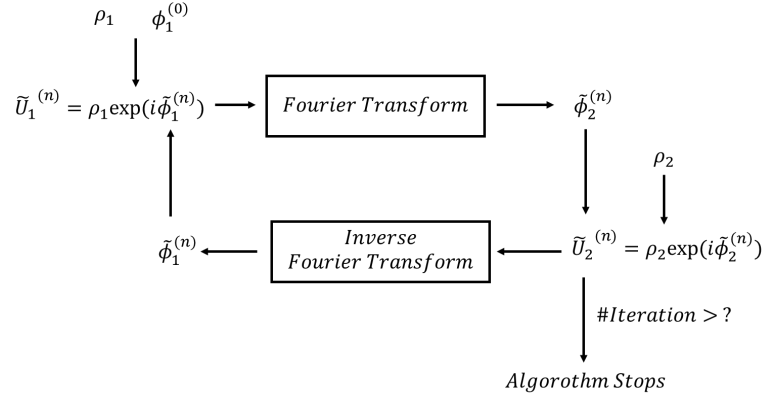 ρ₁ ϕ₁⁽⁰⁾
Ũ₁⁽ⁿ⁾ = ρ₁exp(iϕ̃₁⁽ⁿ⁾)
Fourier Transform
ϕ̃₂⁽ⁿ⁾
ρ₂
ϕ̃₁⁽ⁿ⁾
Inverse
Fourier Transform
Ũ₂⁽ⁿ⁾ = ρ₂exp(iϕ̃₂⁽ⁿ⁾)
#Iteration > ?
Algorothm Stops